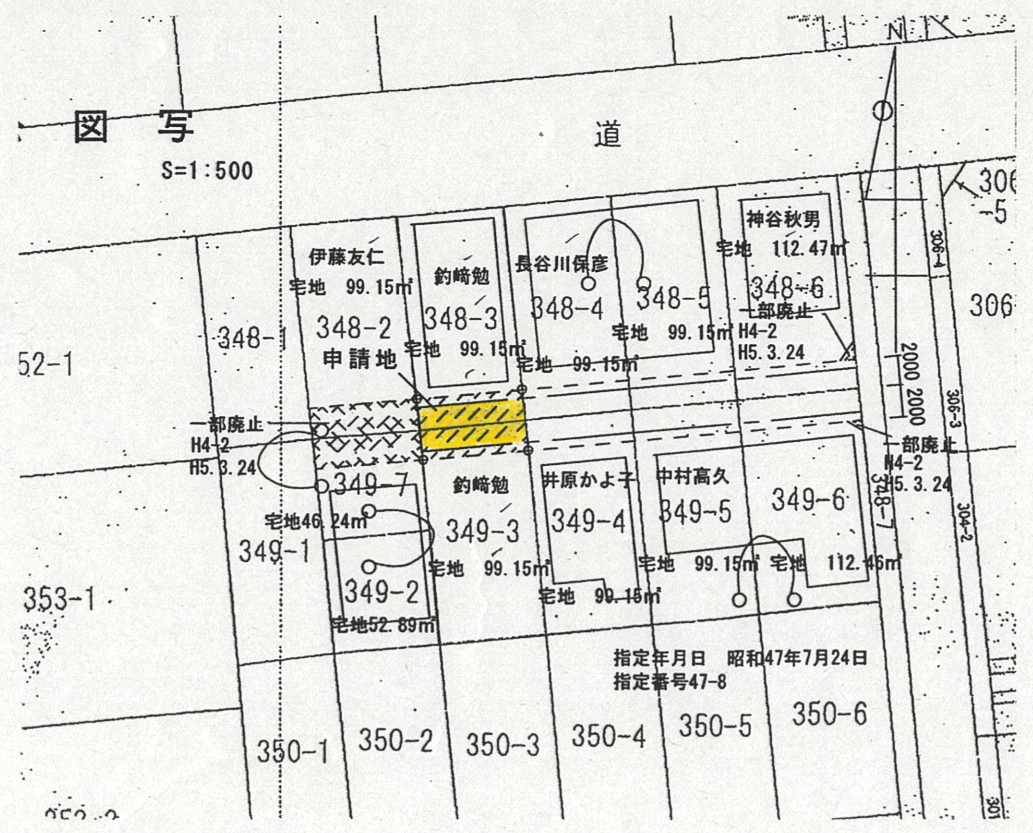 N
図 写
道
S=1:500
306
-5
神谷秋男
宅地 112.47㎡
348-6
306-4
伊藤友仁
宅地 99.15㎡
348-2
釣﨑勉
348-3
宅地 99.15㎡
長谷川保彦
348-4
宅地 99.15㎡
348-5
宅地 99.15㎡
一部廃止
H4-2
H5.3.24
306
348-1
52-1
申請地
2000 2000
306-3
一部廃止
H4-2
H5.3.24
一部廃止
H4-2
H5.3.24
349-7
宅地46.24㎡
釣﨑勉
349-3
宅地 99.15㎡
井原かよ子
349-4
宅地 99.15㎡
中村高久
349-5
宅地 99.15㎡
349-6
宅地 112.46㎡
348-7
304-2
349-1
349-2
宅地52.89㎡
353-1
指定年月日 昭和47年7月24日
指定番号47-8
350-1
350-2
350-3
350-4
350-5
350-6
301